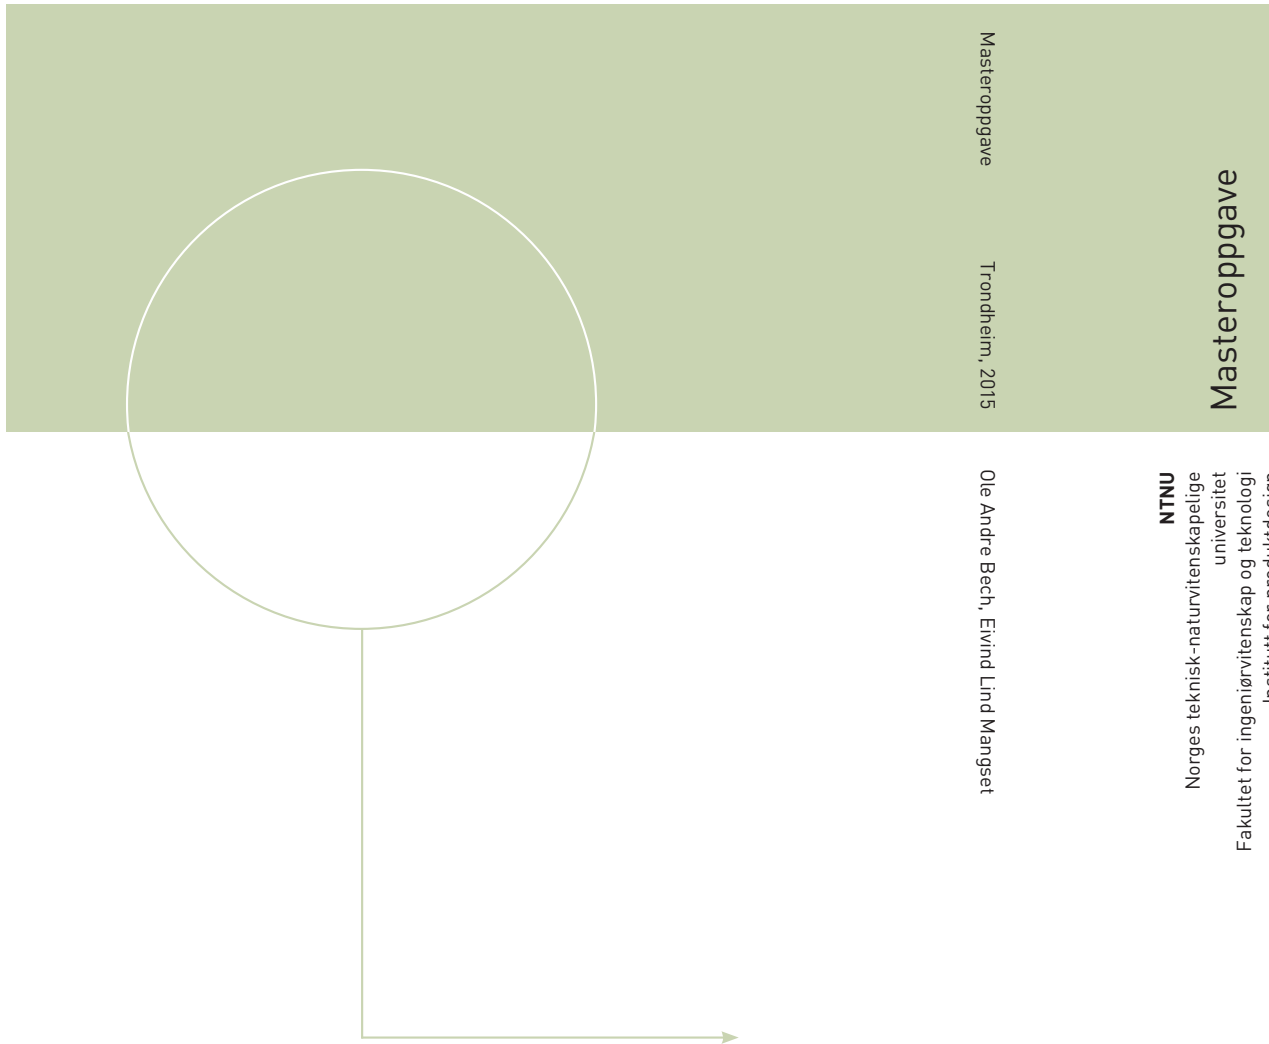 Masteroppgave
Trondheim, 2015
Ole Andre Bech, Eivind Lind Mangset
Masteroppgave
NTNU
Norges teknisk-naturvitenskapelige
universitet
Fakultet for ingeniørvitenskap og teknologi